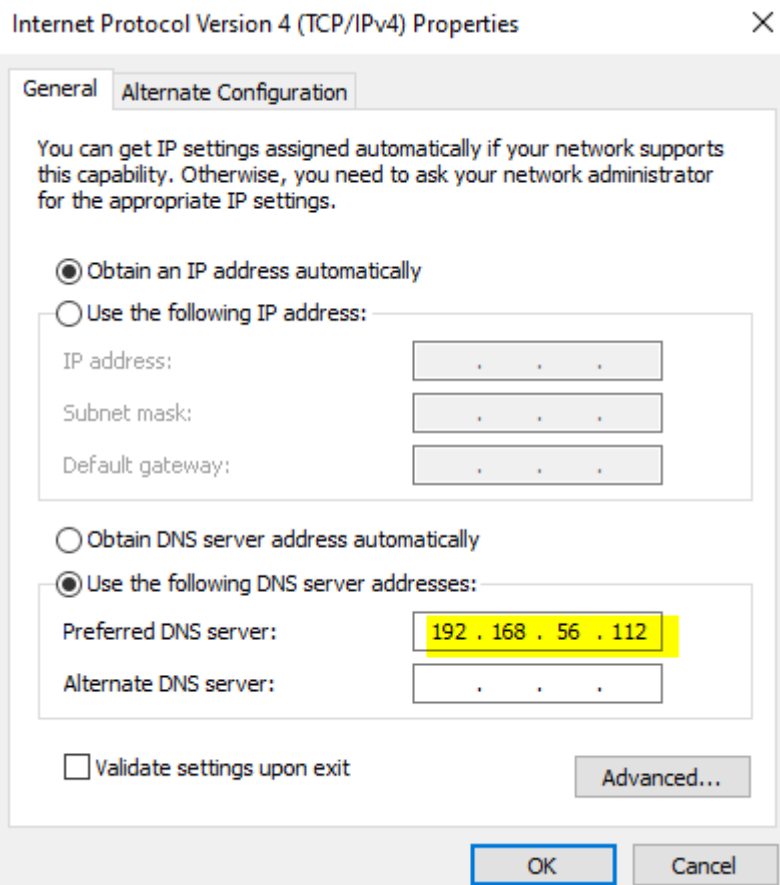 Internet Protocol Version 4 (TCP/IPv4) Properties
General
Alternate Configuration
You can get IP settings assigned automatically if your network supports
this capability. Otherwise, you need to ask your network administrator
for the appropriate IP settings.
Obtain an IP address automatically
Use the following IP address:
IP address:
. . .
Subnet mask:
. . .
Default gateway:
. . .
Obtain DNS server address automatically
Use the following DNS server addresses:
Preferred DNS server:
192 . 168 . 56 . 112
Alternate DNS server:
. . .
Validate settings upon exit
Advanced...
OK
Cancel